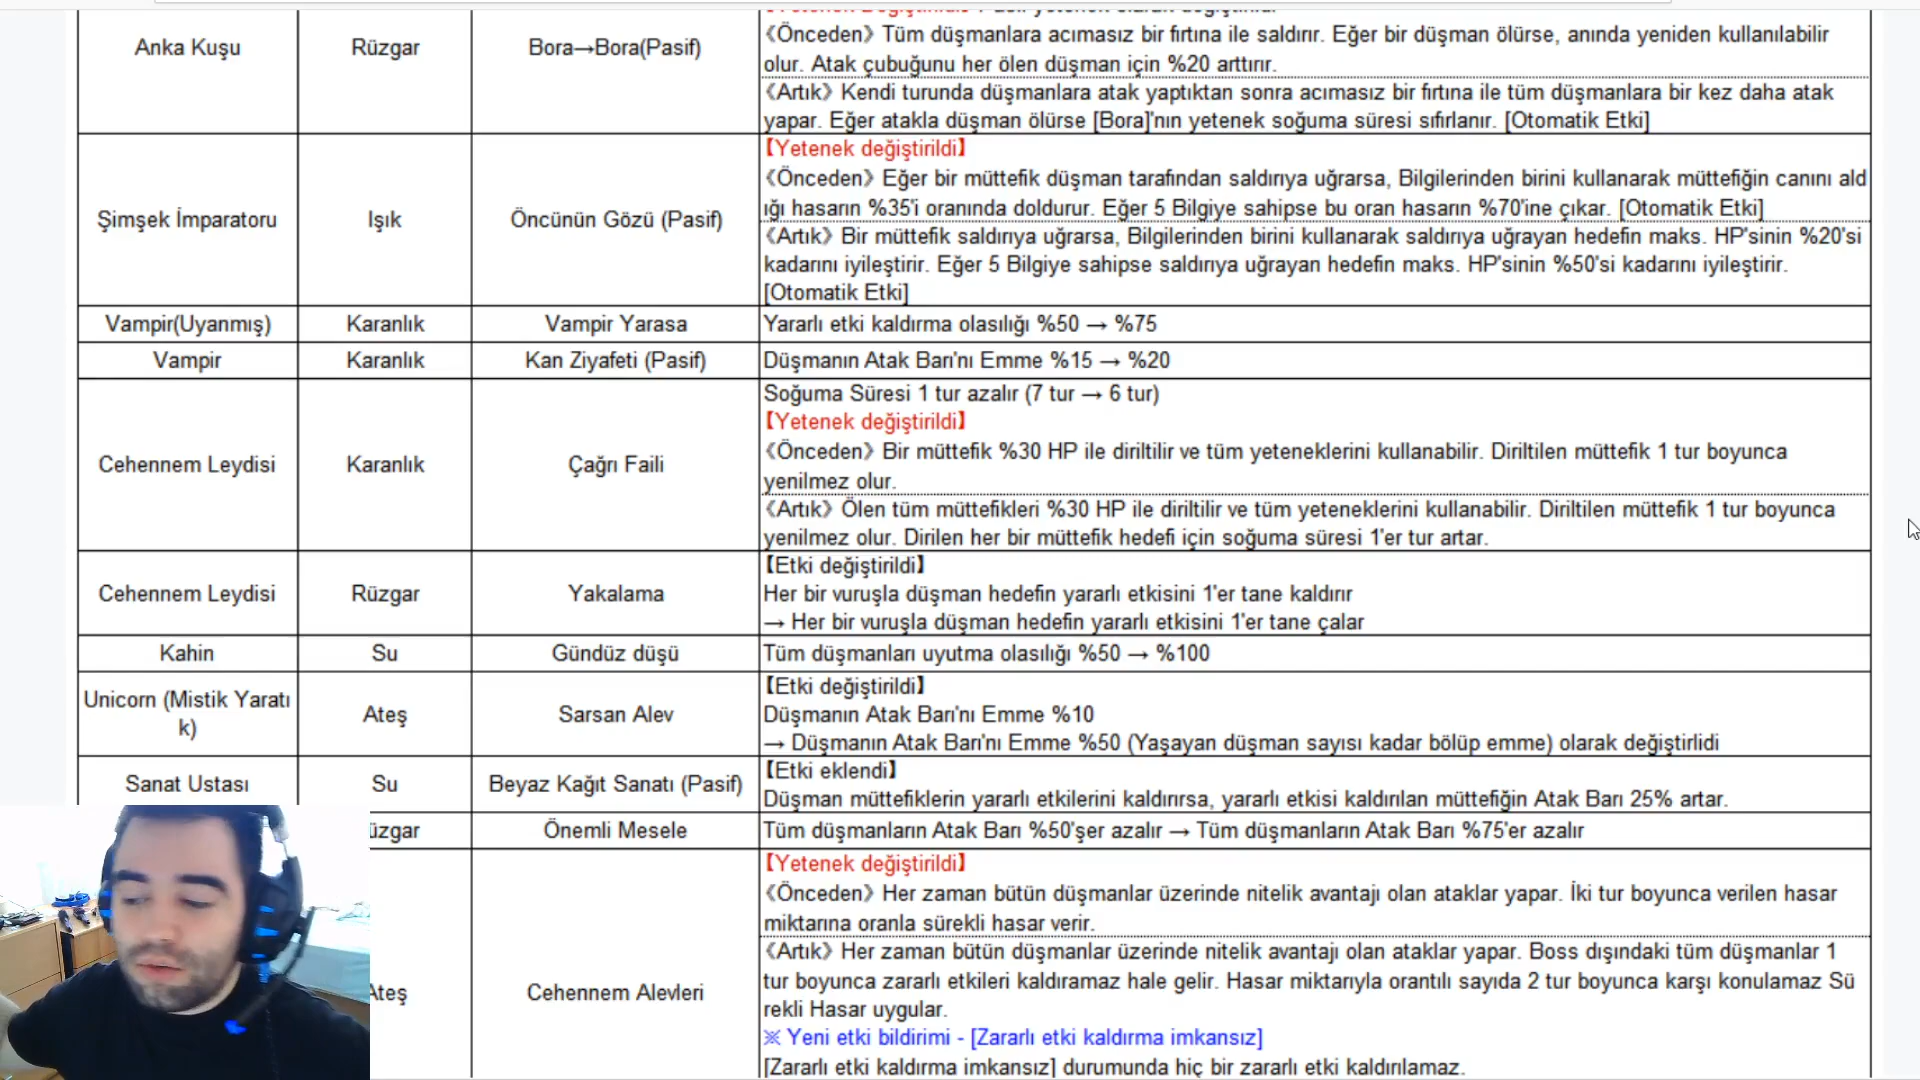 Anka Kuşu
Rüzgar
Bora→Bora(Pasif)
《Önceden》Tüm düşmanlara acımasız bir fırtına ile saldırır. Eğer bir düşman ölürse, anında yeniden kullanılabilir
olur. Atak çubuğunu her ölen düşman için %20 arttırır.
《Artık》Kendi turunda düşmanlara atak yaptıktan sonra acımasız bir fırtına ile tüm düşmanlara bir kez daha atak
yapar. Eğer atakla düşman ölürse [Bora]'nın yetenek soğuma süresi sıfırlanır. [Otomatik Etki]
Şimşek İmparatoru
Işık
Öncünün Gözü (Pasif)
【Yetenek değiştirildi】
《Önceden》Eğer bir müttefik düşman tarafından saldırıya uğrarsa, Bilgilerinden birini kullanarak müttefiğin canını ald
ığı hasarın %35'i oranında doldurur. Eğer 5 Bilgiye sahipse bu oran hasarın %70'ine çıkar. [Otomatik Etki]
《Artık》Bir müttefik saldırıya uğrarsa, Bilgilerinden birini kullanarak saldırıya uğrayan hedefin maks. HP'sinin %20'si
kadarını iyileştirir. Eğer 5 Bilgiye sahipse saldırıya uğrayan hedefin maks. HP'sinin %50'si kadarını iyileştirir.
[Otomatik Etki]
Vampir(Uyanmış)
Karanlık
Vampir Yarasa
Yararlı etki kaldırma olasılığı %50 → %75
Vampir
Karanlık
Kan Ziyafeti (Pasif)
Düşmanın Atak Barı'nı Emme %15 → %20
Cehennem Leydisi
Karanlık
Çağrı Faili
Soğuma Süresi 1 tur azalır (7 tur → 6 tur)
【Yetenek değiştirildi】
《Önceden》Bir müttefik %30 HP ile diriltilir ve tüm yeteneklerini kullanabilir. Diriltilen müttefik 1 tur boyunca
yenilmez olur.
《Artık》Ölen tüm müttefikleri %30 HP ile diriltilir ve tüm yeteneklerini kullanabilir. Diriltilen müttefik 1 tur boyunca
yenilmez olur. Dirilen her bir müttefik hedefi için soğuma süresi 1'er tur artar.
Cehennem Leydisi
Rüzgar
Yakalama
【Etki değiştirildi】
Her bir vuruşla düşman hedefin yararlı etkisini 1'er tane kaldırır
→ Her bir vuruşla düşman hedefin yararlı etkisini 1'er tane çalar
Kahin
Su
Gündüz düşü
Tüm düşmanları uyutma olasılığı %50 → %100
Unicorn (Mistik Yaratı
k)
Ateş
Sarsan Alev
【Etki değiştirildi】
Düşmanın Atak Barı'nı Emme %10
→ Düşmanın Atak Barı'nı Emme %50 (Yaşayan düşman sayısı kadar bölüp emme) olarak değiştirlidi
Sanat Ustası
Su
Beyaz Kağıt Sanatı (Pasif)
【Etki eklendi】
Düşman müttefiklerin yararlı etkilerini kaldırırsa, yararlı etkisi kaldırılan müttefiğin Atak Barı 25% artar.
üzgar
Önemli Mesele
Tüm düşmanların Atak Barı %50'şer azalır → Tüm düşmanların Atak Barı %75'er azalır
Ateş
Cehennem Alevleri
【Yetenek değiştirildi】
《Önceden》Her zaman bütün düşmanlar üzerinde nitelik avantajı olan ataklar yapar. İki tur boyunca verilen hasar
miktarına oranla sürekli hasar verir.
《Artık》Her zaman bütün düşmanlar üzerinde nitelik avantajı olan ataklar yapar. Boss dışındaki tüm düşmanlar 1
tur boyunca zararlı etkileri kaldıramaz hale gelir. Hasar miktarıyla orantılı sayıda 2 tur boyunca karşı konulamaz Sü
rekli Hasar uygular.
※ Yeni etki bildirimi - [Zararlı etki kaldırma imkansız]
[Zararlı etki kaldırma imkansız] durumunda hiç bir zararlı etki kaldırılamaz.